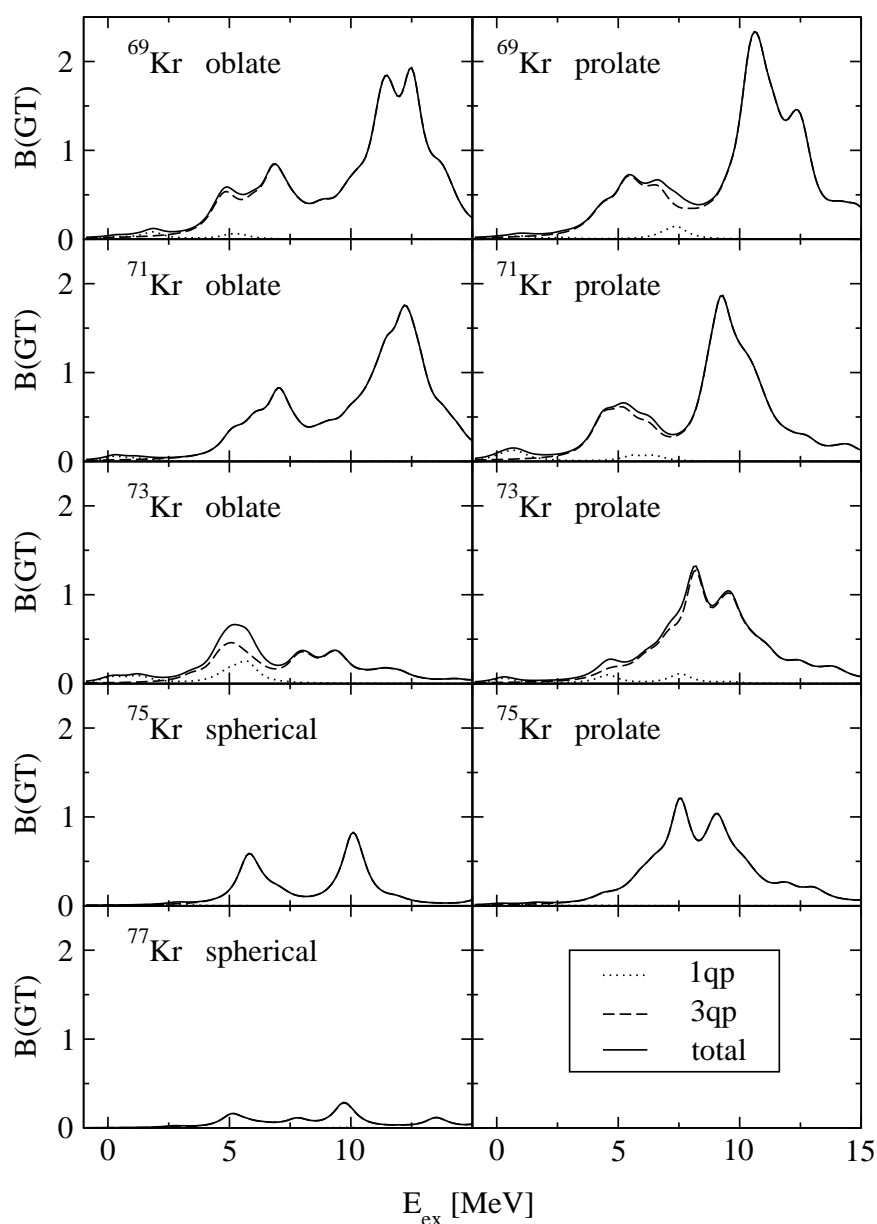 ⁶⁹Kr oblate
⁶⁹Kr prolate
B(GT)
2
1
0
⁷¹Kr oblate
⁷¹Kr prolate
B(GT)
2
1
0
⁷³Kr oblate
⁷³Kr prolate
B(GT)
2
1
0
⁷⁵Kr spherical
⁷⁵Kr prolate
B(GT)
2
1
0
⁷⁷Kr spherical
B(GT)
2
1
0
1qp
3qp
total
0 5 10 0 5 10 15
E_ex [MeV]